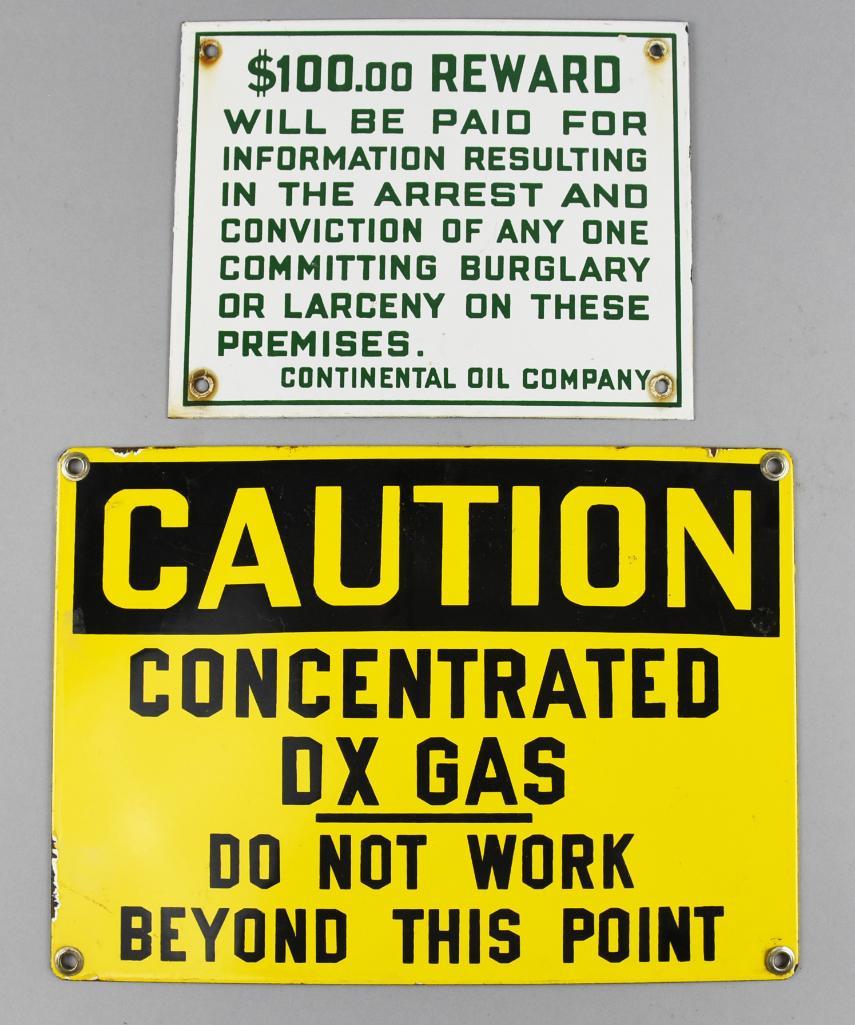 $100.00 REWARD
WILL BE PAID FOR
INFORMATION RESULTING
IN THE ARREST AND
CONVICTION OF ANY ONE
COMMITTING BURGLARY
OR LARCENY ON THESE
PREMISES.
CONTINENTAL OIL COMPANY
CAUTION
CONCENTRATED
DX GAS
DO NOT WORK
BEYOND THIS POINT